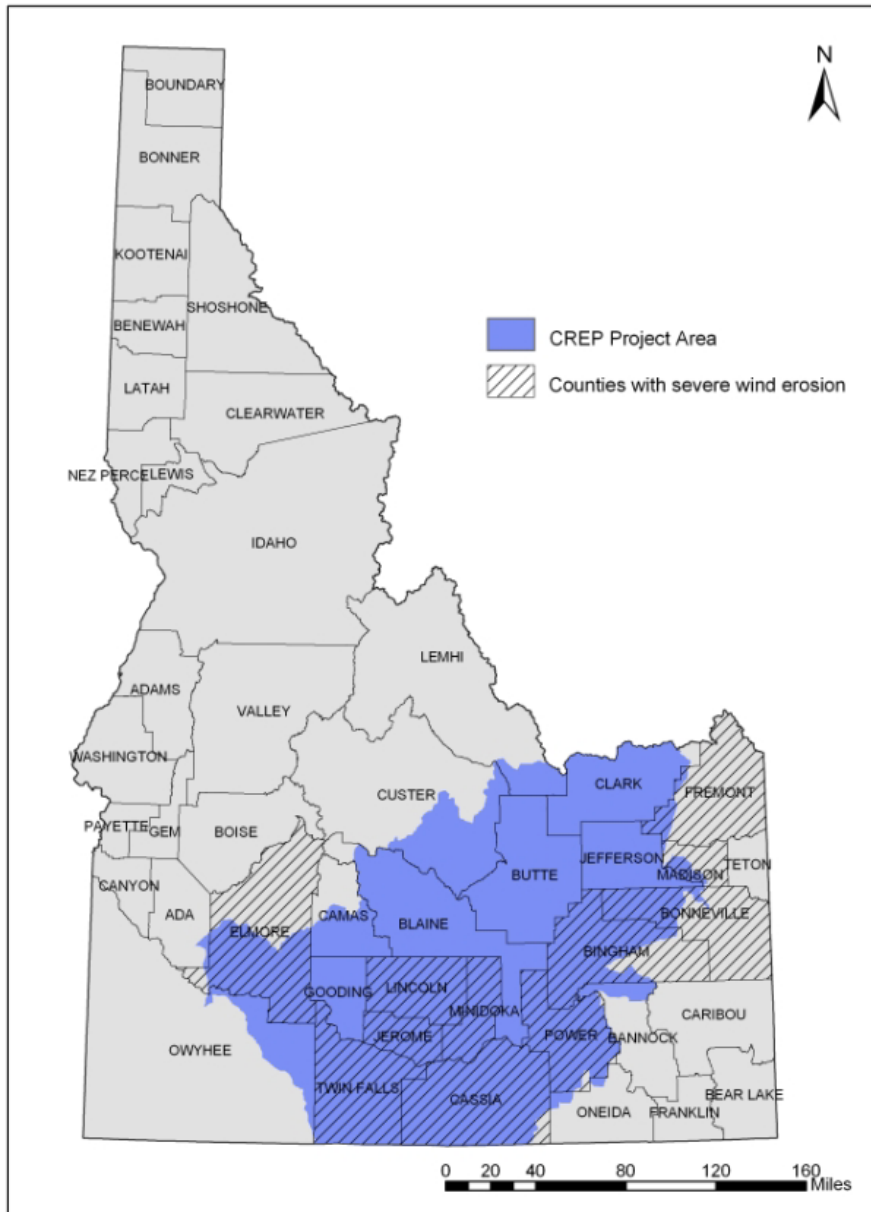 N
BOUNDARY
BONNER
KOOTENAI
SHOSHONE
BENEWAH
CREP Project Area
LATAH
Counties with severe wind erosion
CLEARWATER
NEZ PERCE
LEWIS
IDAHO
LEMHI
ADAMS
VALLEY
WASHINGTON
CUSTER
CLARK
FREMONT
PAYETTE
GEM
BOISE
JEFFERSON
TETON
BUTTE
MADISON
CANYON
ADA
CAMAS
BLAINE
BONNEVILLE
ELMORE
BINGHAM
GOODING
LINCOLN
MINIDOKA
CARIBOU
JEROME
POWER
BANNOCK
OWYHEE
TWIN FALLS
CASSIA
BEAR LAKE
ONEIDA
FRANKLIN
0 20 40 80 120 160
Miles